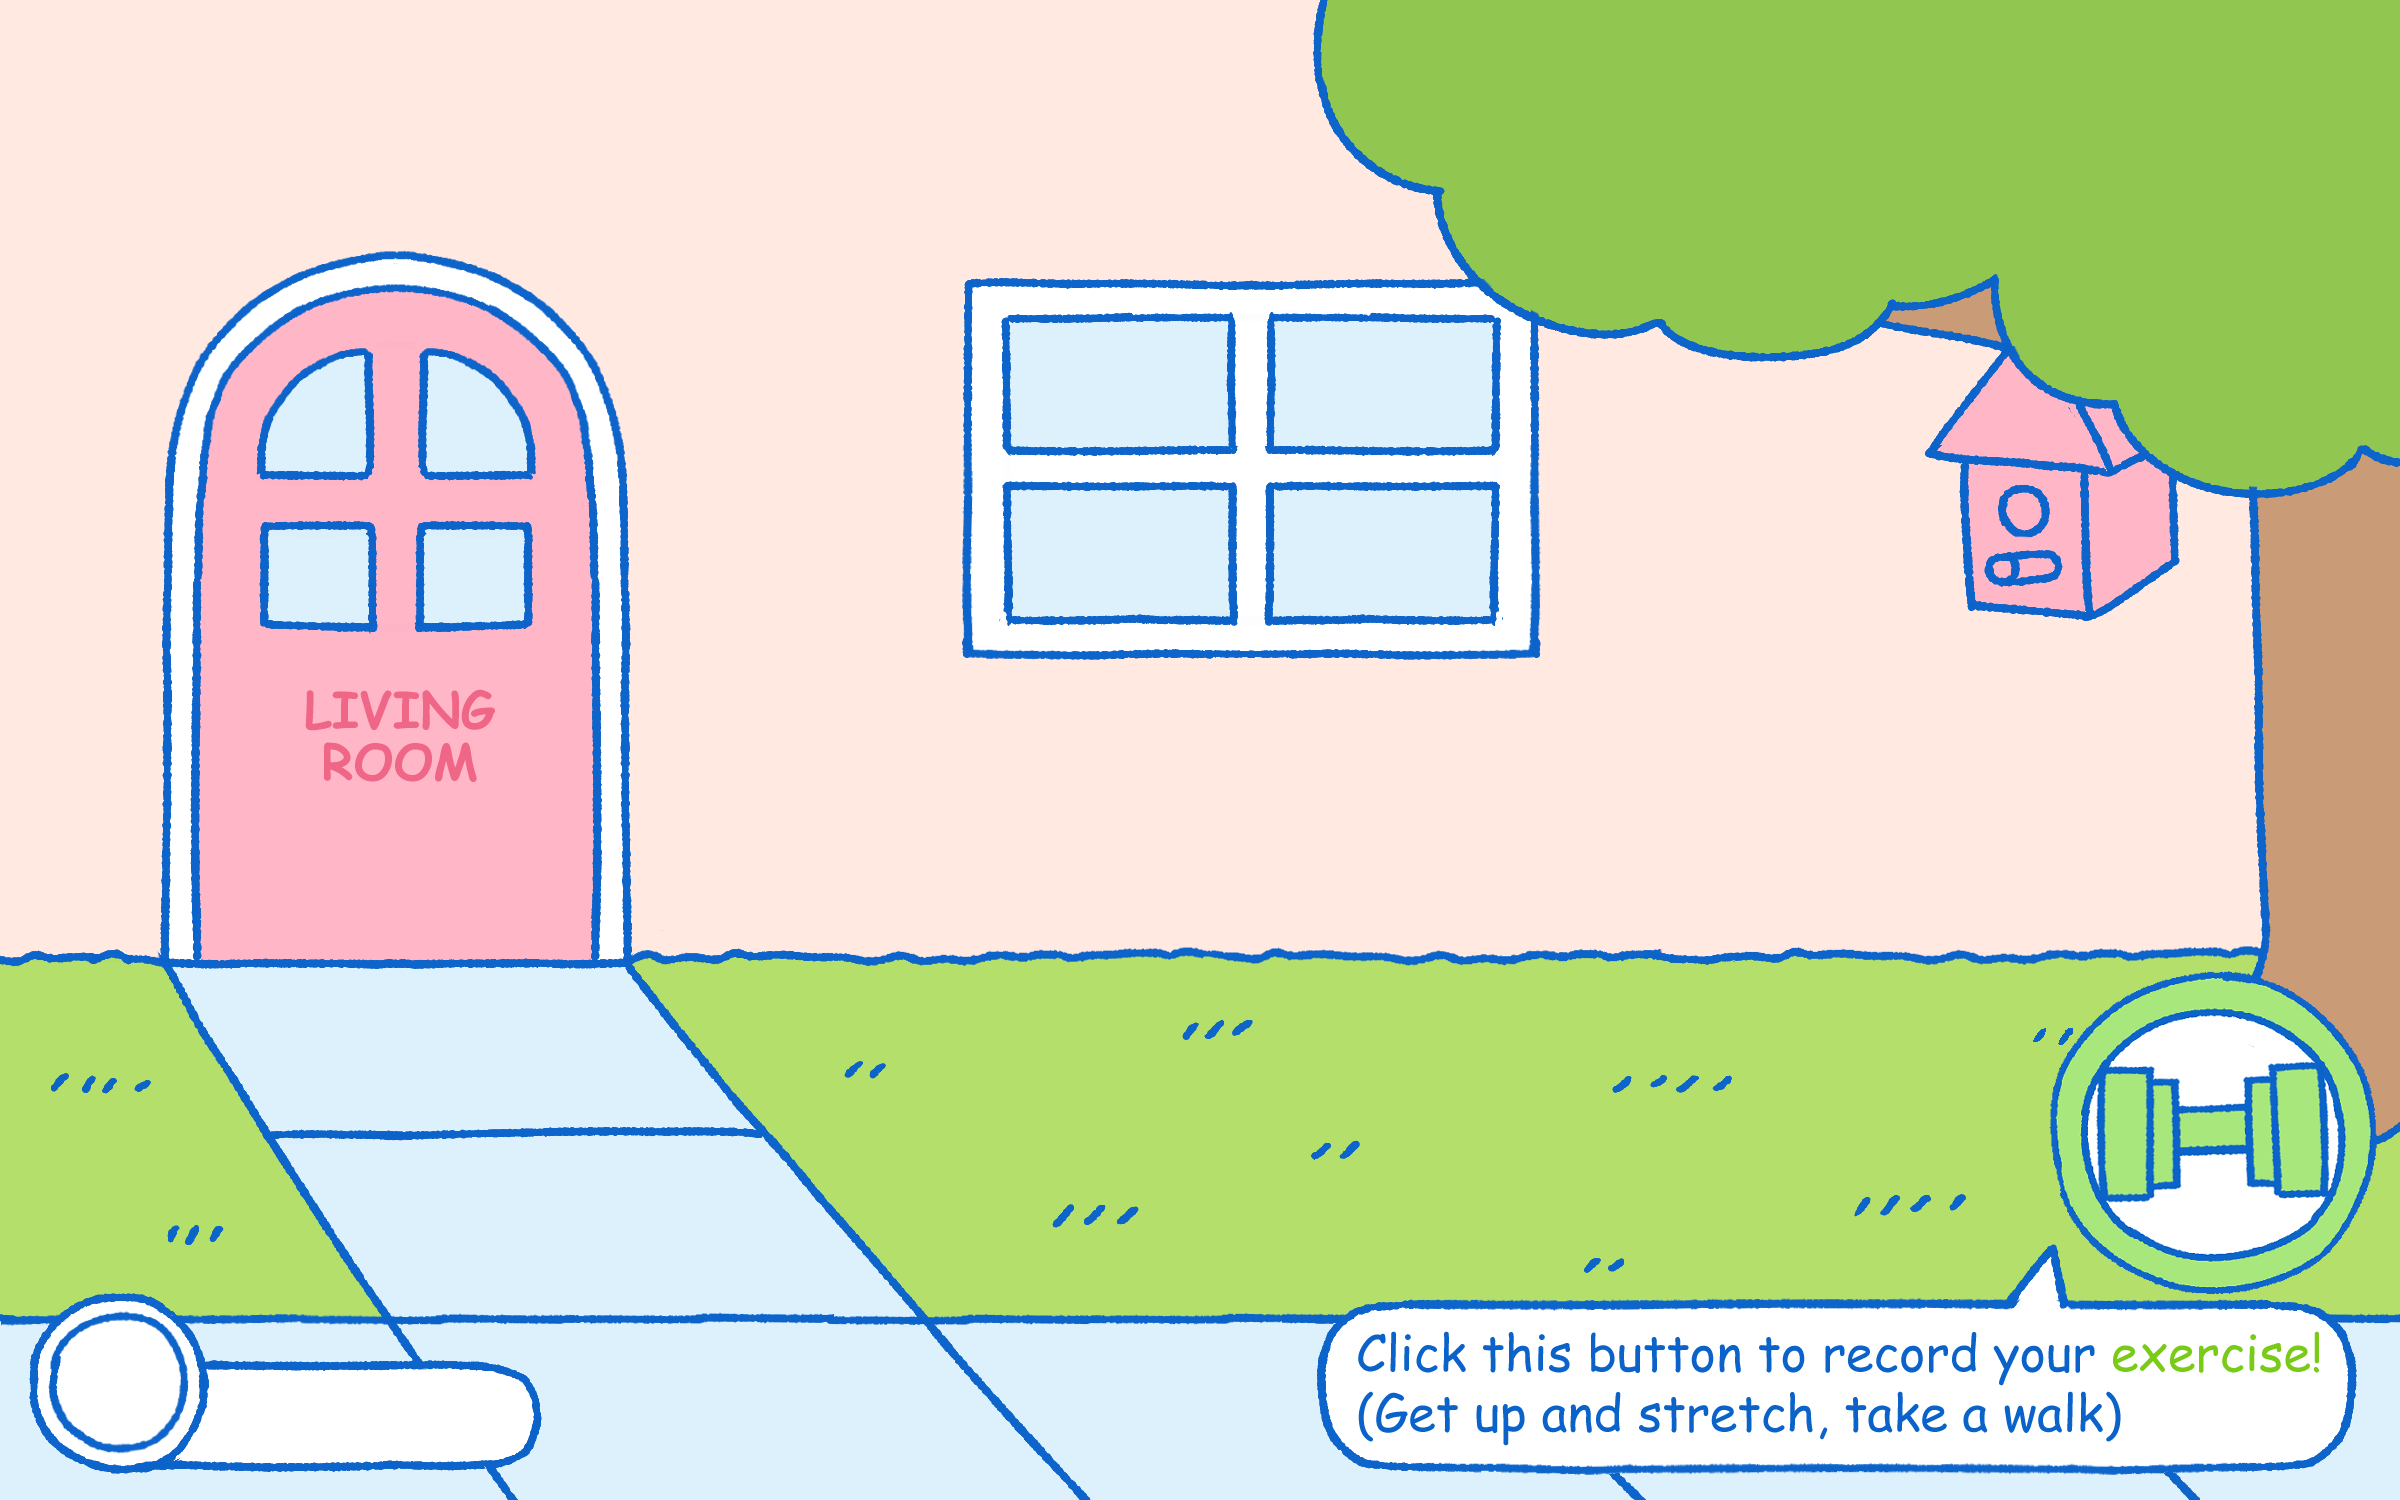 LIVING
ROOM
Click this button to record your exercise!
(Get up and stretch, take a walk)